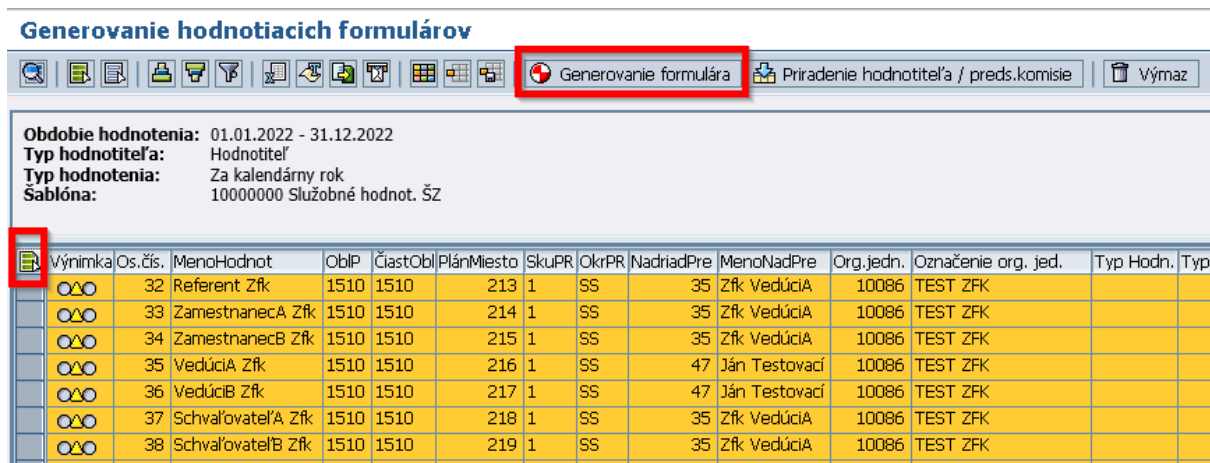 Generovanie hodnotiacich formulárov
Generovanie formulára Priradenie hodnotiteľa / preds.komisie Výmaz
Obdobie hodnotenia: 01.01.2022 - 31.12.2022
Typ hodnotiteľa: Hodnotiteľ
Typ hodnotenia: Za kalendárny rok
Šablóna: 10000000 Služobné hodnot. ŠZ
Výnimka Os.čís. MenoHodnot OblP ČiastObl PlánMiesto SkuPR OkrPR NadriadPre MenoNadPre Org.jedn. Označenie org. jed. Typ Hodn. Typ
32 Referent Zfk 1510 1510 213 1 SS 35 Zfk VedúciA 10086 TEST ZFK
33 ZamestnanecA Zfk 1510 1510 214 1 SS 35 Zfk VedúciA 10086 TEST ZFK
34 ZamestnanecB Zfk 1510 1510 215 1 SS 35 Zfk VedúciA 10086 TEST ZFK
35 VedúciA Zfk 1510 1510 216 1 SS 47 Ján Testovací 10086 TEST ZFK
36 VedúciB Zfk 1510 1510 217 1 SS 47 Ján Testovací 10086 TEST ZFK
37 SchvaľovateľA Zfk 1510 1510 218 1 SS 35 Zfk VedúciA 10086 TEST ZFK
38 SchvaľovateľB Zfk 1510 1510 219 1 SS 35 Zfk VedúciA 10086 TEST ZFK